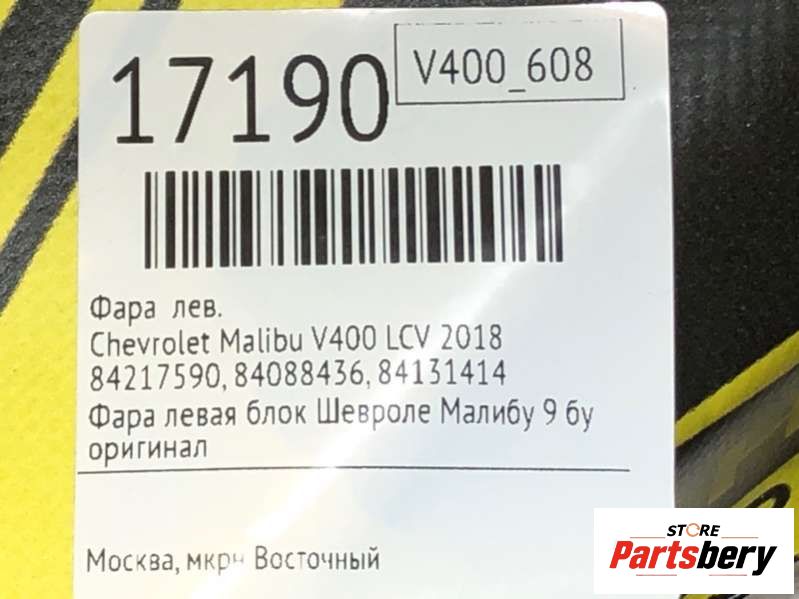 17190
V400_608
Фара лев.
Chevrolet Malibu V400 LCV 2018
84217590, 84088436, 84131414
Фара левая блок Шевроле Малибу 9 бу
оригинал
Москва, мкрн Восточный
STORE
Partsbery